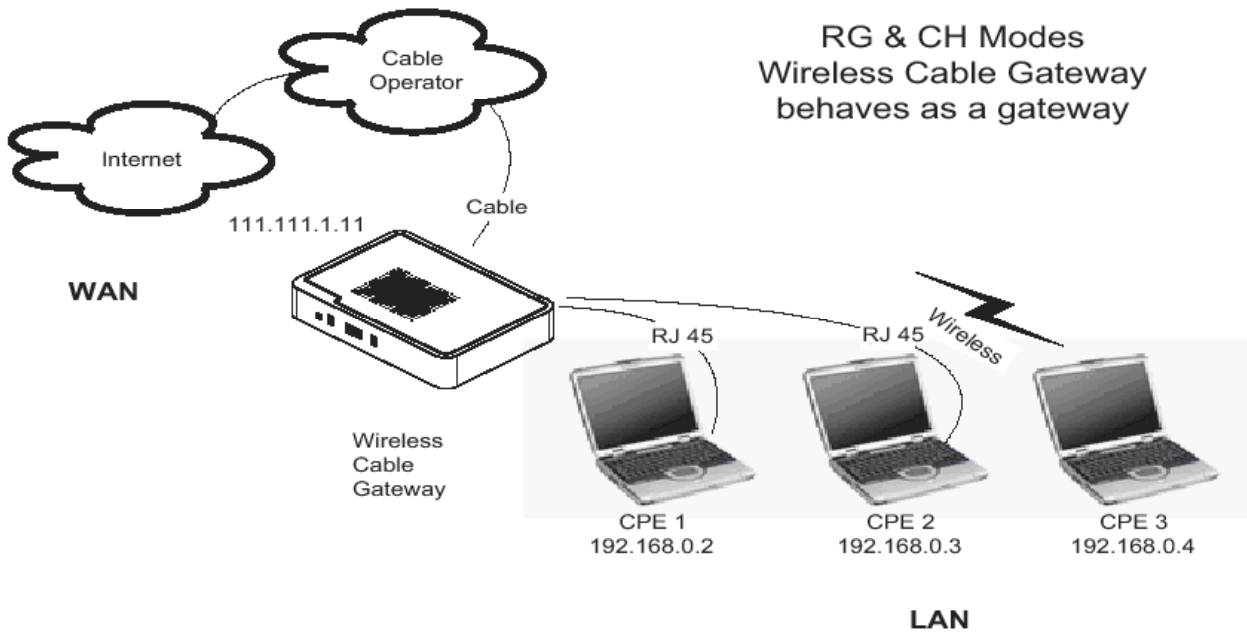 RG & CH Modes
Wireless Cable Gateway
behaves as a gateway
Cable
Operator
Internet
Cable
111.111.1.11
WAN
RJ 45
RJ 45
Wireless
Wireless
Cable
Gateway
CPE 1
192.168.0.2
CPE 2
192.168.0.3
CPE 3
192.168.0.4
LAN